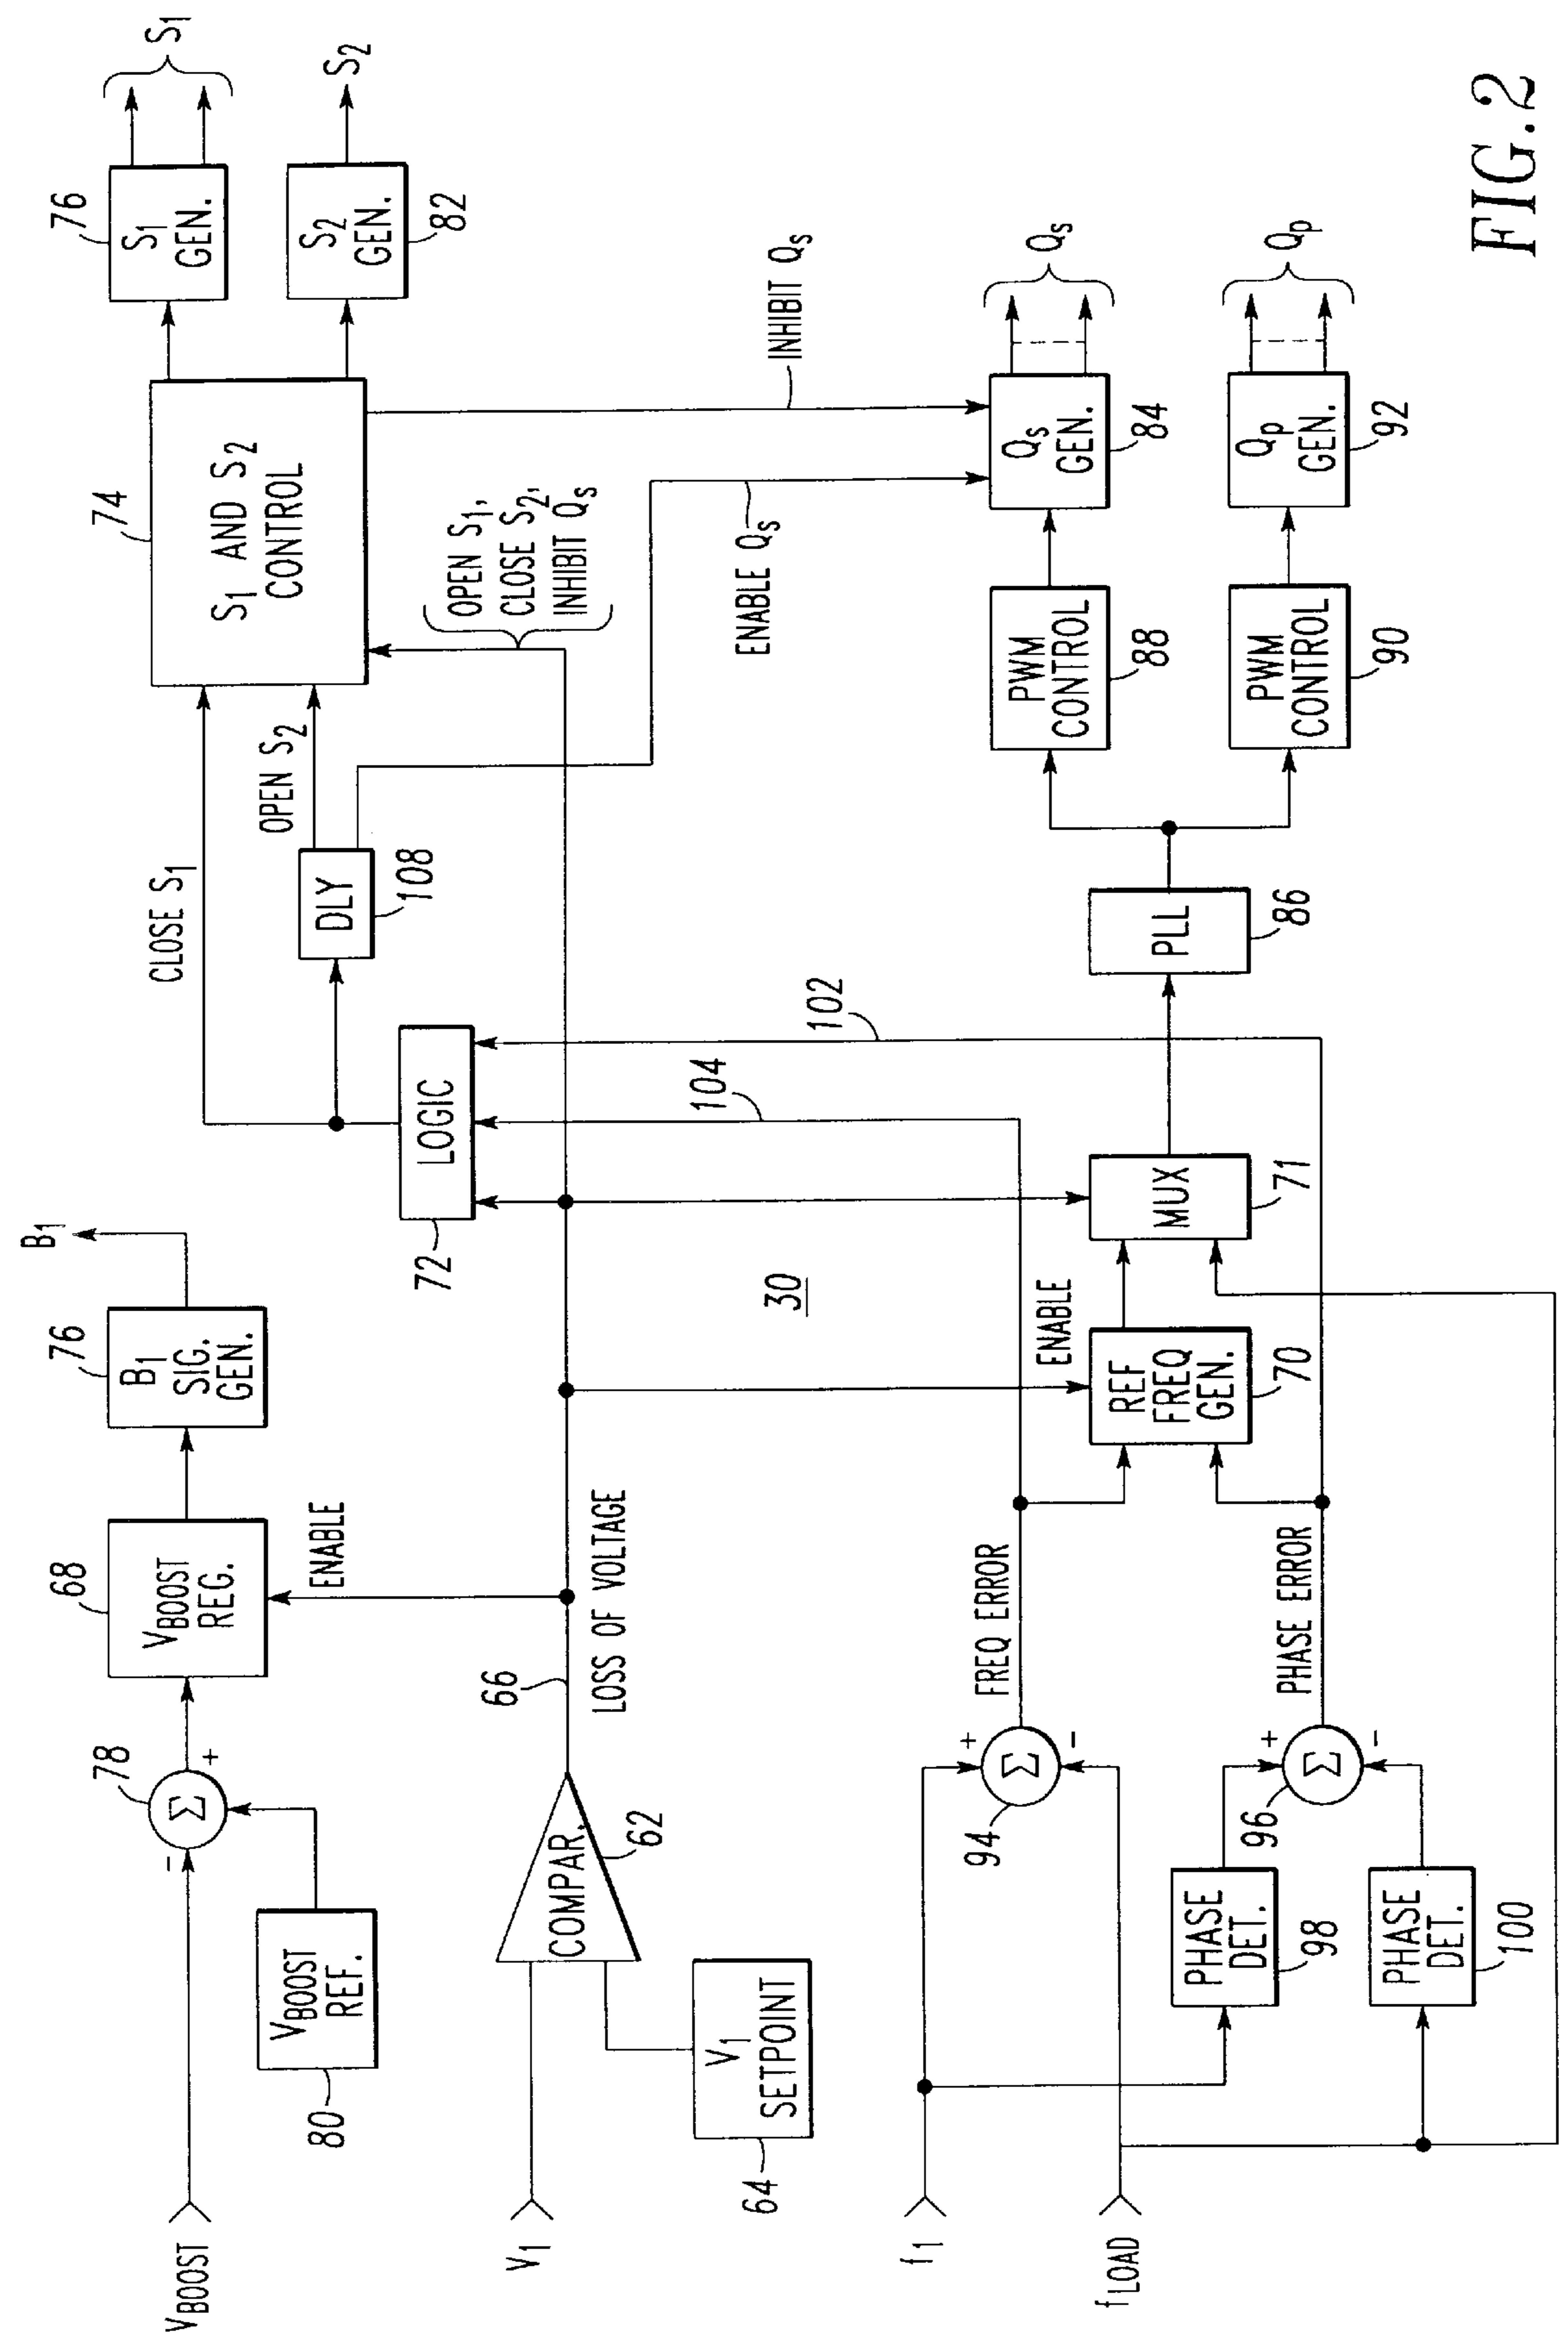 V_BOOST
80
V_BOOST
REF.
78
Σ
-
+
68
V_BOOST
REG.
ENABLE
76
B1
SIG.
GEN.
B1
V1
64
V1
SETPOINT
COMPAR.
62
66
LOSS OF VOLTAGE
72
LOGIC
CLOSE S1
DLY
108
OPEN S2
74
S1 AND S2
CONTROL
OPEN S1,
CLOSE S2,
INHIBIT Qs
76
S1
GEN.
S1
S2
GEN.
82
S2
ENABLE Qs
INHIBIT Qs
30
104
102
f1
fLOAD
94
Σ
+
-
FREQ ERROR
PHASE
DET.
98
PHASE
DET.
100
96
Σ
+
-
PHASE ERROR
ENABLE
REF
FREQ
GEN.
70
MUX
71
PLL
86
PWM
CONTROL
88
PWM
CONTROL
90
Qs
GEN.
84
Qp
GEN.
92
Qs
Qp
FIG.2